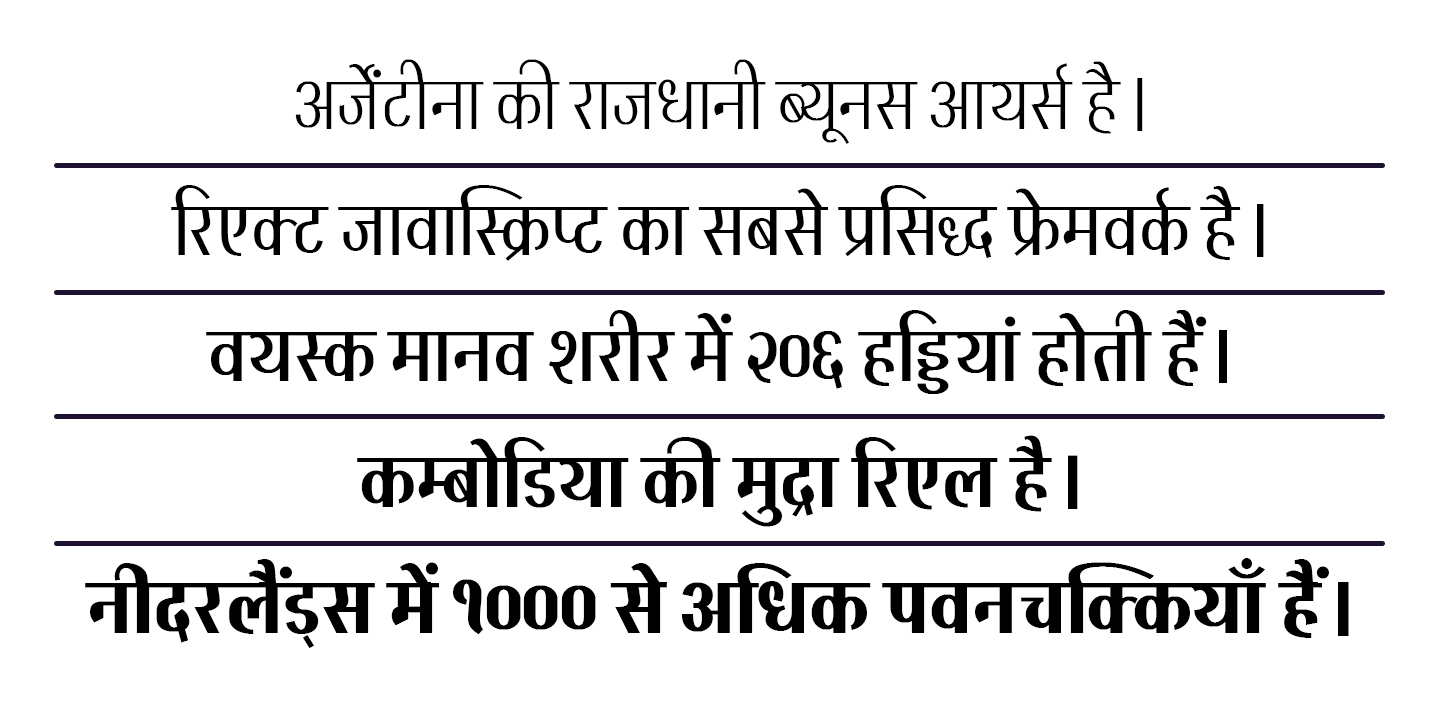 अर्जेंटीना की राजधानी ब्यूनस आयर्स है।
रिएक्ट जावास्क्रिप्ट का सबसे प्रसिद्ध फ्रेमवर्क है।
वयस्क मानव शरीर में २०६ हड्डियां होती हैं।
कम्बोडिया की मुद्रा रिएल है।
नीदरलैंड्स में १००० से अधिक पवनचक्कियाँ हैं।